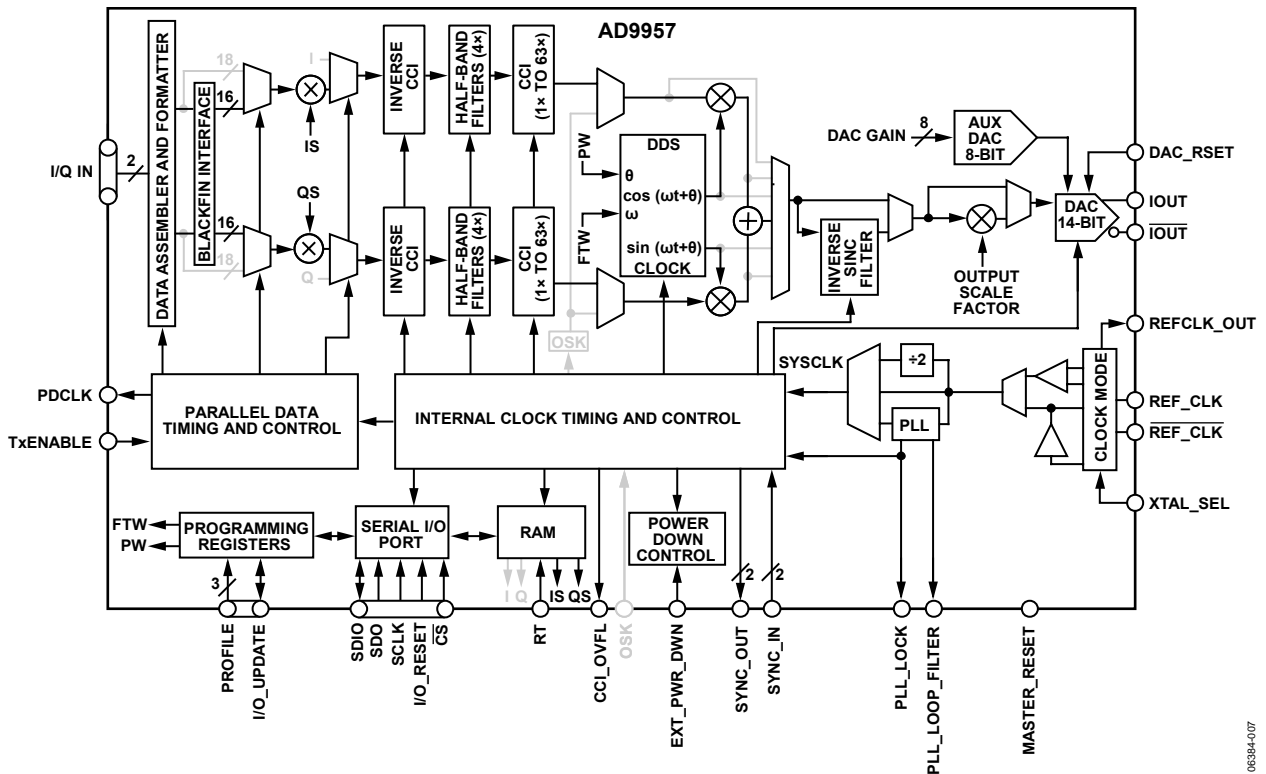 AD9957
I/Q IN
2
DATA ASSEMBLER AND FORMATTER
BLACKFIN INTERFACE
18
16
16
18
IS
QS
I
Q
INVERSE
CCI
HALF-BAND
FILTERS (4×)
CCI
(1× TO 63×)
INVERSE
CCI
HALF-BAND
FILTERS (4×)
CCI
(1× TO 63×)
OSK
PW
FTW
DDS
θ
cos (ωt+θ)
ω
sin (ωt+θ)
CLOCK
INVERSE
SINC
FILTER
OUTPUT
SCALE
FACTOR
DAC GAIN
8
AUX
DAC
8-BIT
DAC
14-BIT
DAC_RSET
IOUT
IOUT
REFCLK_OUT
REF_CLK
REF_CLK
XTAL_SEL
CLOCK MODE
SYSCLK
÷2
PLL
PDCLK
TxENABLE
PARALLEL DATA
TIMING AND CONTROL
INTERNAL CLOCK TIMING AND CONTROL
FTW
PW
PROGRAMMING
REGISTERS
SERIAL I/O
PORT
RAM
POWER
DOWN
CONTROL
3
I
Q
IS
QS
2
2
PROFILE
I/O_UPDATE
SDIO
SDO
SCLK
I/O_RESET
CS
RT
CCI_OVFL
OSK
EXT_PWR_DWN
SYNC_OUT
SYNC_IN
PLL_LOCK
PLL_LOOP_FILTER
MASTER_RESET
06384-007